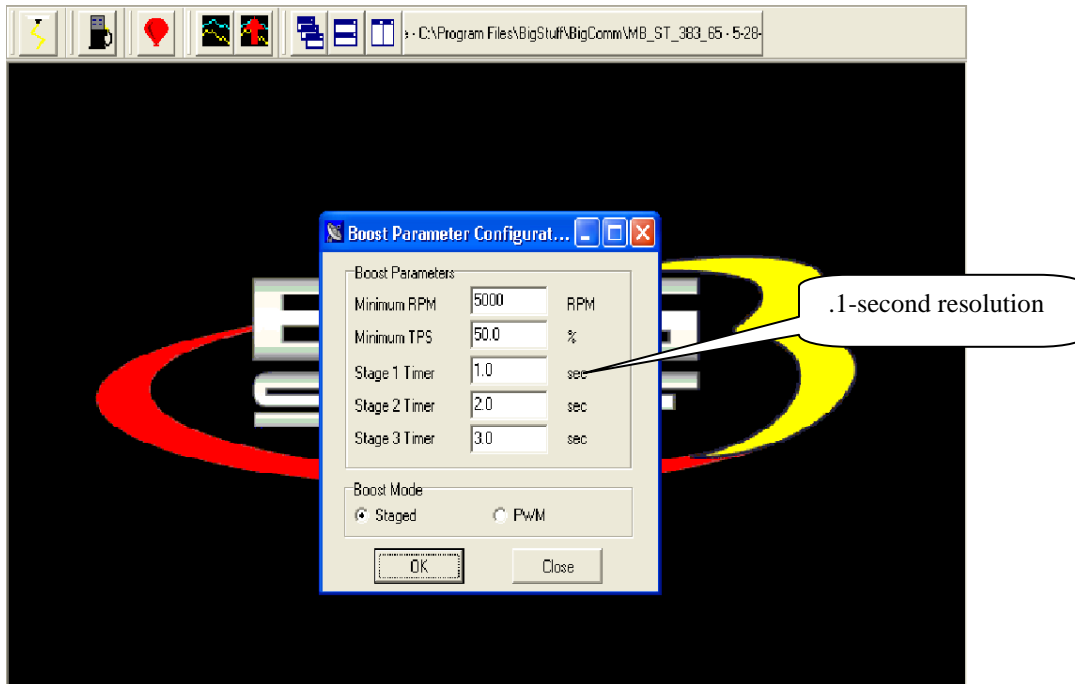 e - C:\Program Files\BigStuff\BigComm\MB_ST_383_65 - 5-28-
Boost Parameter Configurat...
Boost Parameters
Minimum RPM 5000 RPM
Minimum TPS 50.0 %
.1-second resolution
Stage 1 Timer 1.0 sec
Stage 2 Timer 2.0 sec
Stage 3 Timer 3.0 sec
Boost Mode
Staged PWM
OK Close
3